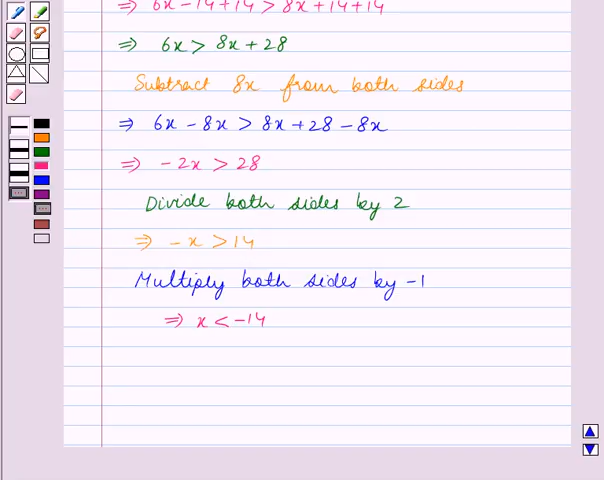 ⇒ 6x - 14 + 14 > 8x + 14 + 14
⇒ 6x > 8x + 28
Subtract 8x from both sides
⇒ 6x - 8x > 8x + 28 - 8x
⇒ -2x > 28
Divide both sides by 2
⇒ -x > 14
Multiply both sides by -1
⇒ x < -14